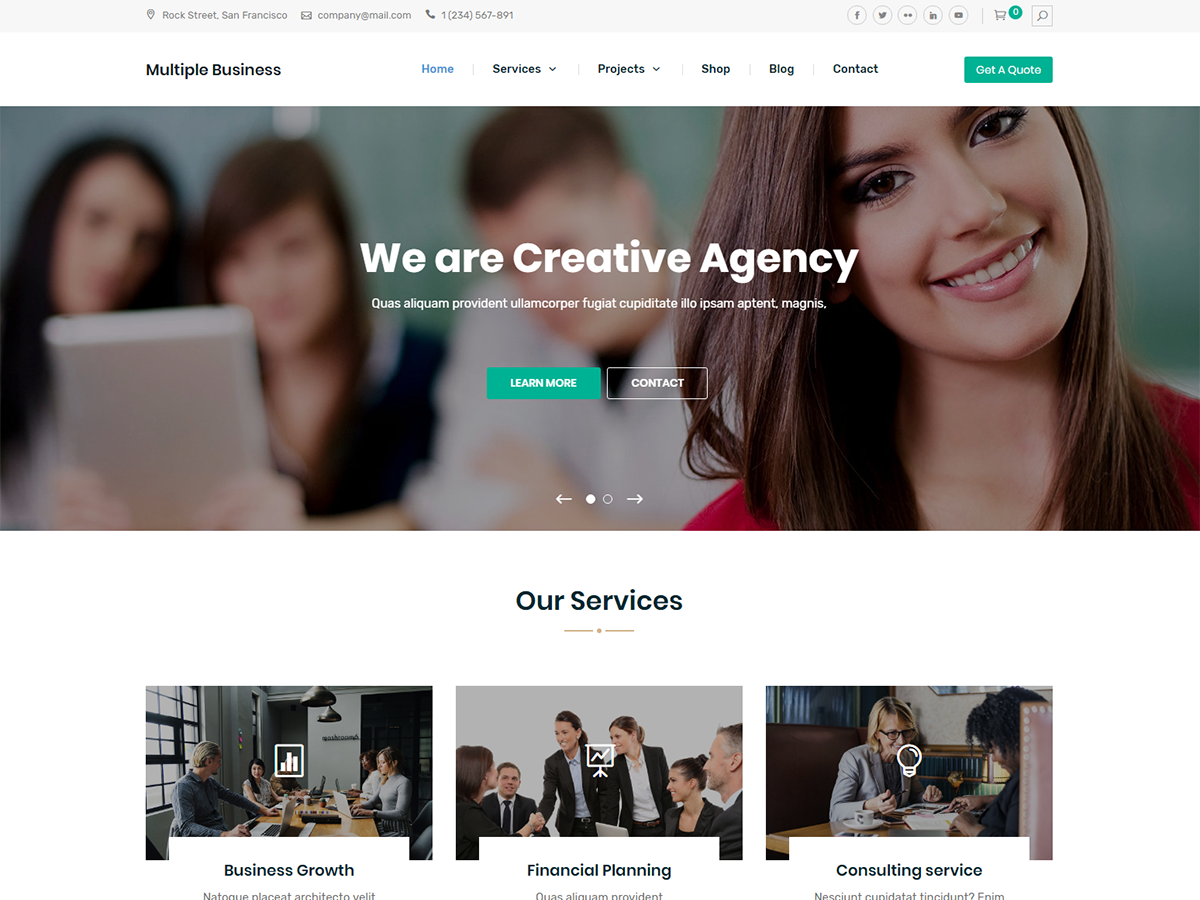 Rock Street, San Francisco company@mail.com 1 (234) 567-891 0
Multiple Business Home Services Projects Shop Blog Contact Get A Quote
We are Creative Agency
Quas aliquam provident ullamcorper fugiat cupiditate illo ipsam aptent, magnis,
LEARN MORE CONTACT
Our Services
Business Growth Financial Planning Consulting service
Natoque placeat architecto velit Quas aliquam provident Nesciunt cupidatat tincidunt? Enim